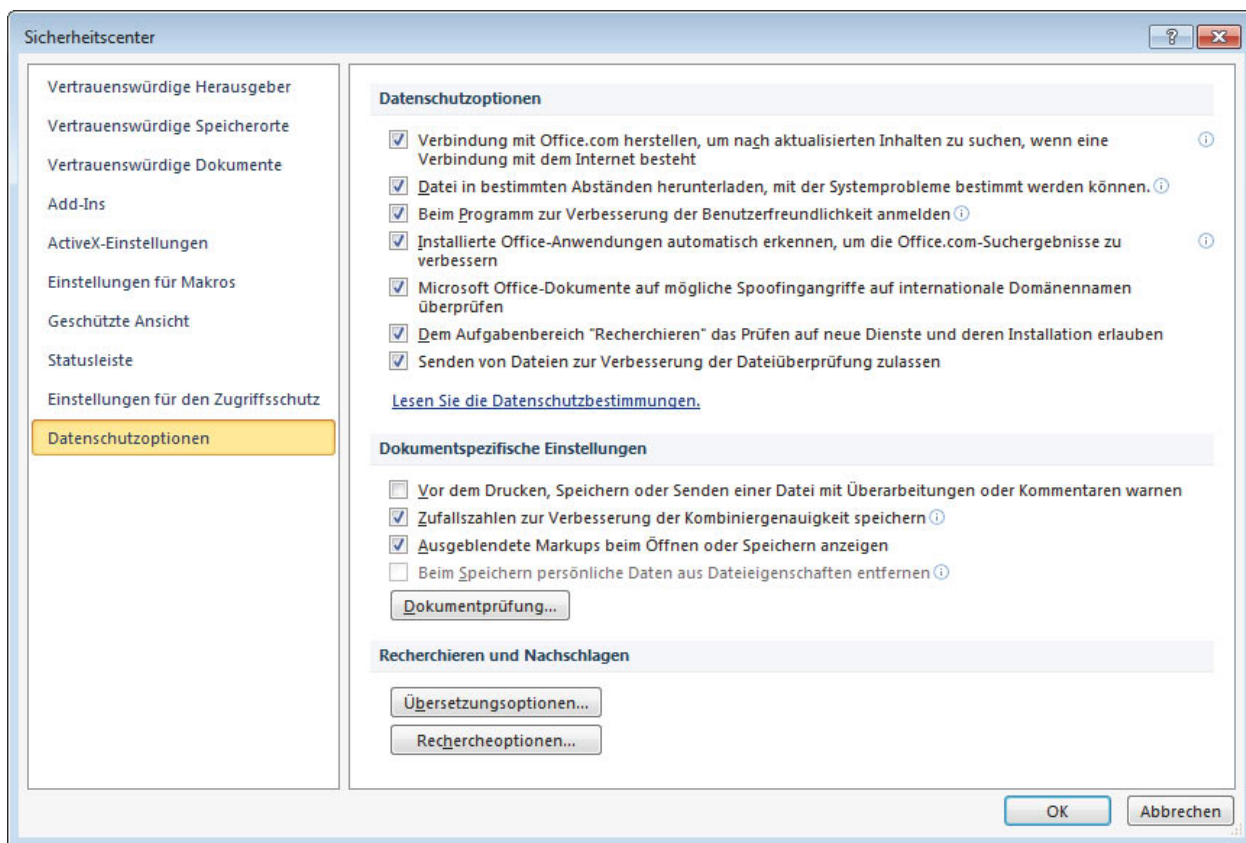 Sicherheitscenter
Vertrauenswürdige Herausgeber
Vertrauenswürdige Speicherorte
Vertrauenswürdige Dokumente
Add-Ins
ActiveX-Einstellungen
Einstellungen für Makros
Geschützte Ansicht
Statusleiste
Einstellungen für den Zugriffsschutz
Datenschutzoptionen
Datenschutzoptionen
Verbindung mit Office.com herstellen, um nach aktualisierten Inhalten zu suchen, wenn eine
Verbindung mit dem Internet besteht
Datei in bestimmten Abständen herunterladen, mit der Systemprobleme bestimmt werden können.
Beim Programm zur Verbesserung der Benutzerfreundlichkeit anmelden
Installierte Office-Anwendungen automatisch erkennen, um die Office.com-Suchergebnisse zu
verbessern
Microsoft Office-Dokumente auf mögliche Spoofingangriffe auf internationale Domänennamen
überprüfen
Dem Aufgabenbereich "Recherchieren" das Prüfen auf neue Dienste und deren Installation erlauben
Senden von Dateien zur Verbesserung der Dateiüberprüfung zulassen
Lesen Sie die Datenschutzbestimmungen.
Dokumentspezifische Einstellungen
Vor dem Drucken, Speichern oder Senden einer Datei mit Überarbeitungen oder Kommentaren warnen
Zufallszahlen zur Verbesserung der Kombiniergenauigkeit speichern
Ausgeblendete Markups beim Öffnen oder Speichern anzeigen
Beim Speichern persönliche Daten aus Dateieigenschaften entfernen
Dokumentprüfung...
Recherchieren und Nachschlagen
Übersetzungsoptionen...
Rechercheoptionen...
OK
Abbrechen